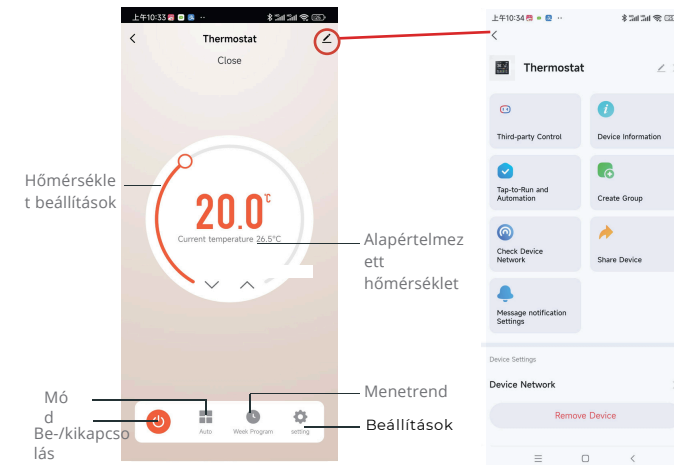 上午10:33 ··
Thermostat
Close
Hőmérsékle
t beállítások
20.0℃
Current temperature 26.5°C
Alapértelmez
ett
hőmérséklet
Mó
d
Be-/kikapcso
lás
Auto
Week Program
setting
Menetrend
Beállítások
上午10:34 ··
Thermostat
Third-party Control
Device Information
Tap-to-Run and
Automation
Create Group
Check Device
Network
Share Device
Message notification
Settings
Device Settings
Device Network
Remove Device